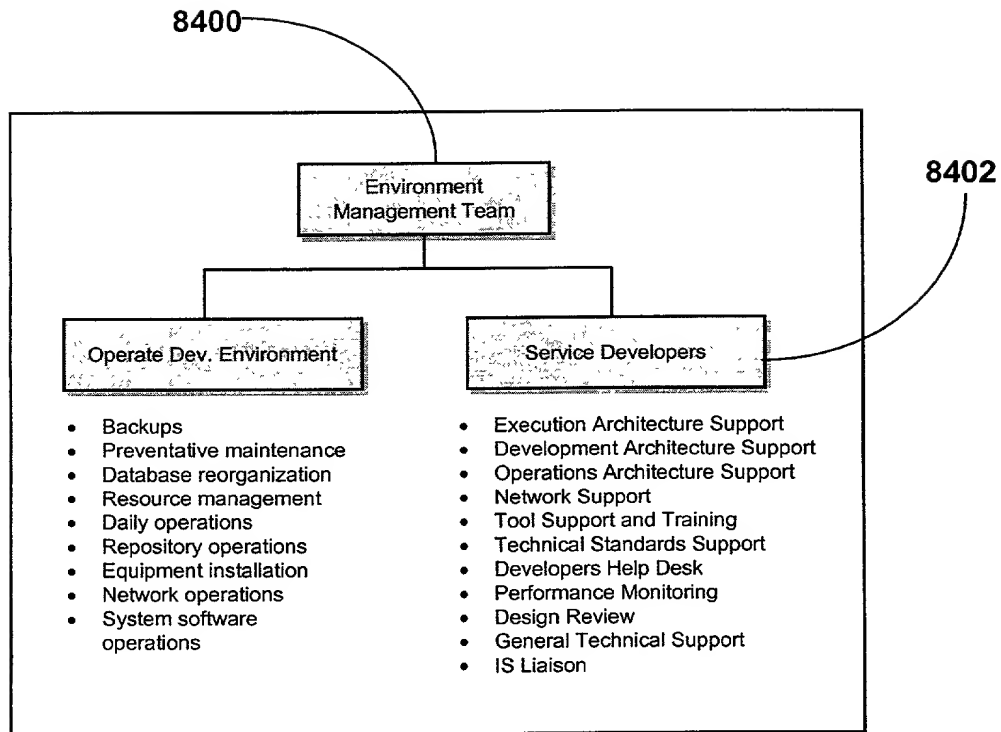 8400
8402
Environment
Management Team
Operate Dev. Environment
Service Developers
• Backups
• Preventative maintenance
• Database reorganization
• Resource management
• Daily operations
• Repository operations
• Equipment installation
• Network operations
• System software
operations
• Execution Architecture Support
• Development Architecture Support
• Operations Architecture Support
• Network Support
• Tool Support and Training
• Technical Standards Support
• Developers Help Desk
• Performance Monitoring
• Design Review
• General Technical Support
• IS Liaison